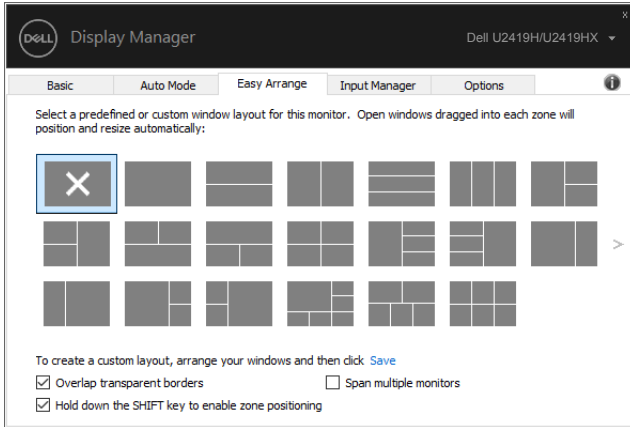 x
DELL Display Manager
Dell U2419H/U2419HX
Basic Auto Mode Easy Arrange Input Manager Options i
Select a predefined or custom window layout for this monitor. Open windows dragged into each zone will
position and resize automatically:
>
To create a custom layout, arrange your windows and then click Save
Overlap transparent borders Span multiple monitors
Hold down the SHIFT key to enable zone positioning